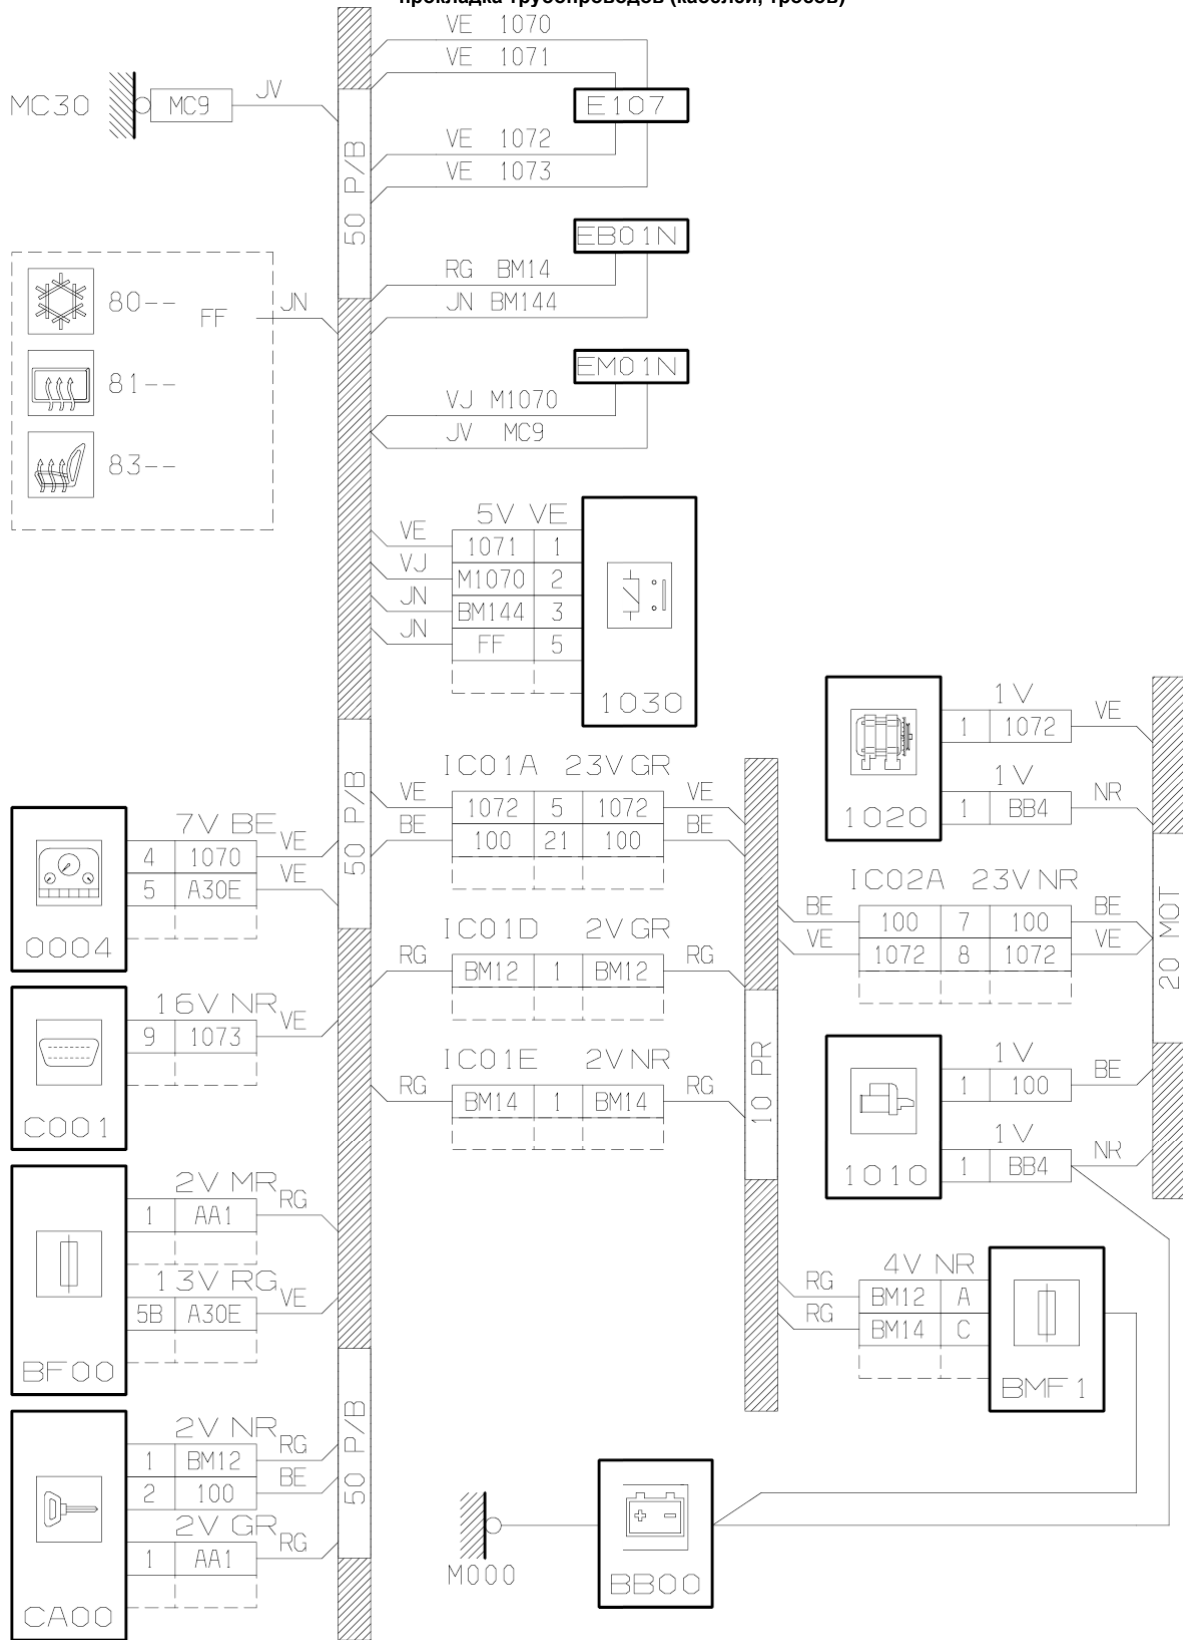 прокладка трубопроводов (кабелей, тросов)
VE 1070
VE 1071
E107
VE 1072
VE 1073
MC30
MC9
JV
50 P/B
EB01N
RG BM14
JN BM144
80--
81--
83--
FF
JN
EM01N
VJ M1070
JV MC9
5V VE
VE 1071 1
VJ M1070 2
JN BM144 3
JN FF 5
1030
50 P/B
IC01A 23V GR
VE 1072 5 1072 VE
BE 100 21 100 BE
IC01D 2V GR
RG BM12 1 BM12 RG
IC01E 2V NR
RG BM14 1 BM14 RG
7V BE
4 1070 VE
5 A30E VE
0004
16V NR
9 1073 VE
C001
2V MR
1 AA1 RG
13V RG
5B A30E VE
BF00
2V NR
1 BM12 RG
2 100 BE
2V GR
1 AA1 RG
CA00
50 P/B
10 PR
1V
1 1072 VE
1V
1 BB4 NR
1020
IC02A 23V NR
BE 100 7 100 BE
VE 1072 8 1072 VE
20 MOT
1V
1 100 BE
1V
1 BB4 NR
1010
4V NR
RG BM12 A
RG BM14 C
BMF1
M000
+ -
BB00